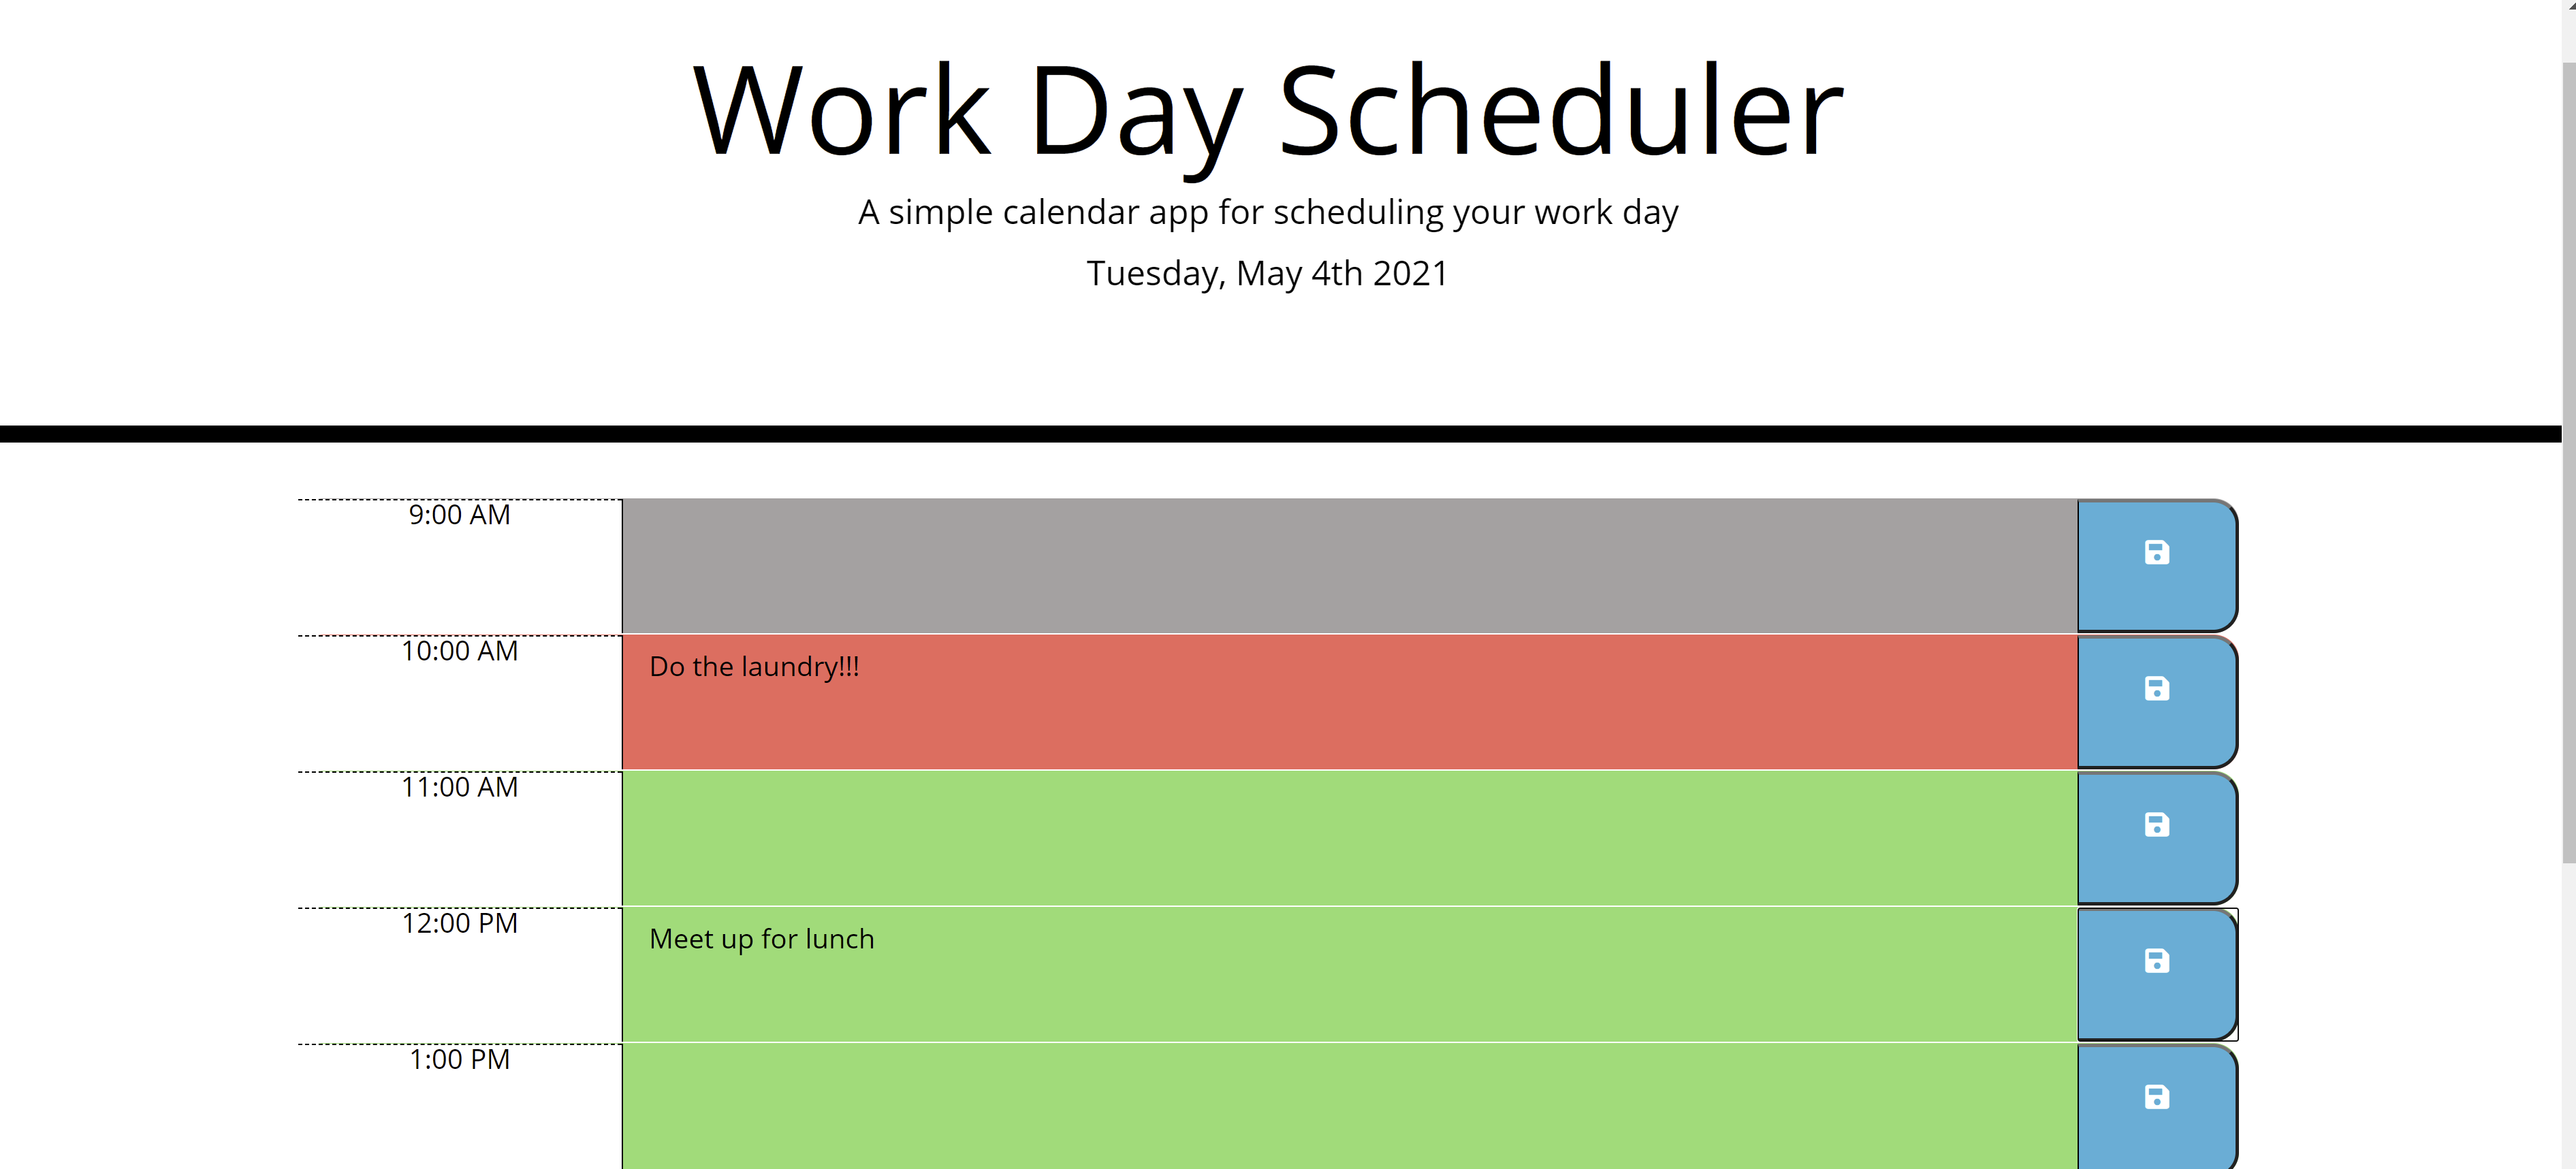 Work Day Scheduler
A simple calendar app for scheduling your work day
Tuesday, May 4th 2021
9:00 AM
10:00 AM
Do the laundry!!!
11:00 AM
12:00 PM
Meet up for lunch
1:00 PM